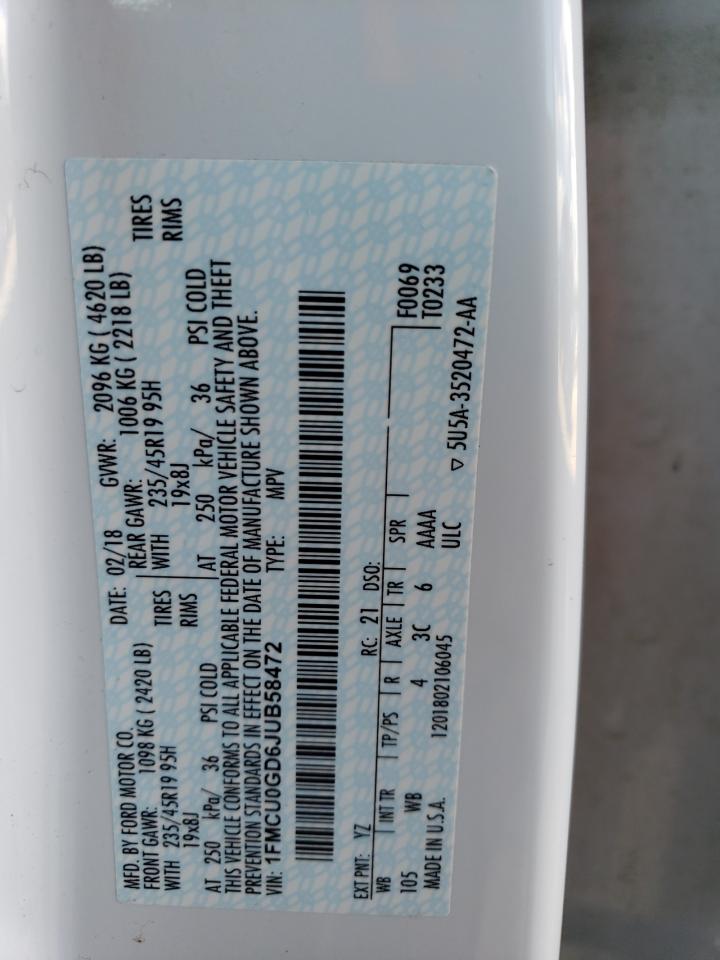 MFD. BY FORD MOTOR CO.
DATE: 02/18 GVWR: 2096 KG ( 4620 LB)
FRONT GAWR: 1098 KG ( 2420 LB)
REAR GAWR: 1006 KG ( 2218 LB)
WITH 235/45R19 95H TIRES
WITH 235/45R19 95H TIRES
19x8J RIMS
19x8J RIMS
AT 250 kPa/ 36 PSI COLD
AT 250 kPa/ 36 PSI COLD
THIS VEHICLE CONFORMS TO ALL APPLICABLE FEDERAL MOTOR VEHICLE SAFETY AND THEFT
PREVENTION STANDARDS IN EFFECT ON THE DATE OF MANUFACTURE SHOWN ABOVE.
VIN: 1FMCU0GD6JUB58472 TYPE: MPV
EXT PNT: YZ RC: 21 DSO:
WB INT TR TP/PS R AXLE TR SPR F0069
105 WB 4 3C 6 AAAA T0233
MADE IN U.S.A. 1201802106045 ULC
▽ 5U5A-3520472-AA